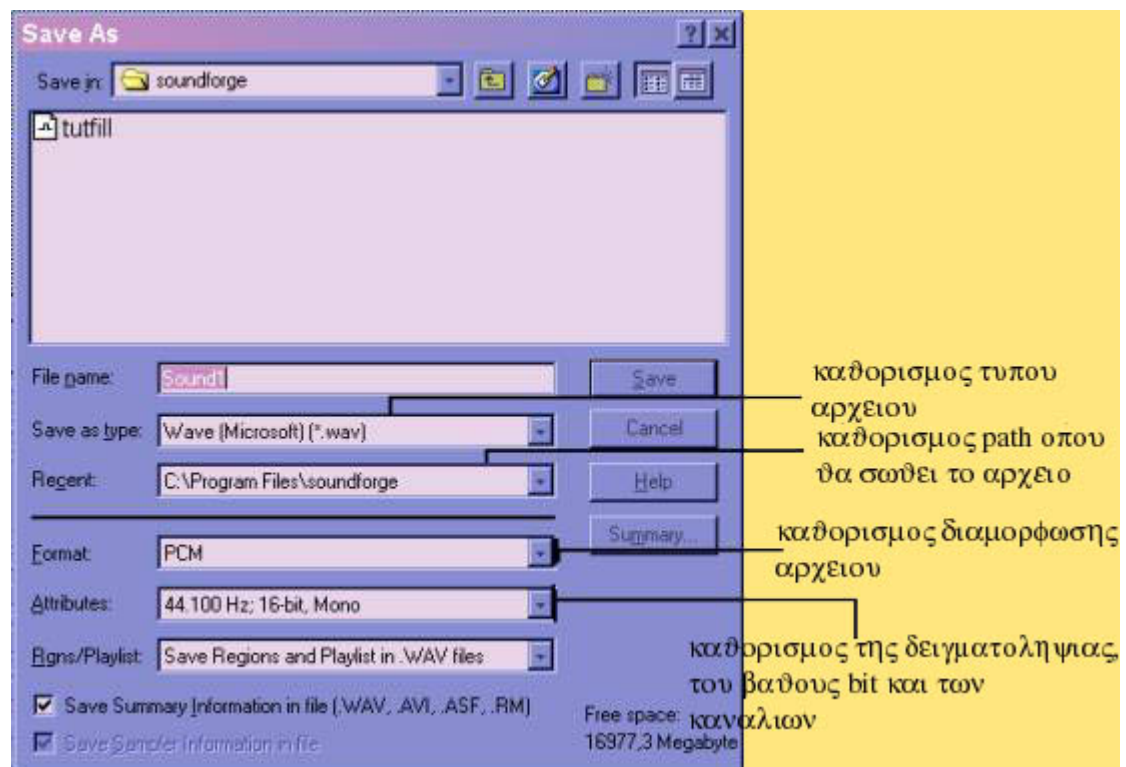 Save As
Save in: soundforge
tutfill
File name: Sound1 Save
Save as type: Wave (Microsoft) (*.wav) Cancel
Recent: C:\Program Files\soundforge Help
Summary...
Format: PCM
Attributes: 44.100 Hz; 16-bit, Mono
Rgns/Playlist: Save Regions and Playlist in .WAV files
Save Summary Information in file (.WAV, .AVI, .ASF, .RM)
Save Sampler Information in file
Free space:
16977,3 Megabyte
καθορισμος τυπου
αρχειου
καθορισμος path οπου
θα σωθει το αρχειο
καθορισμος διαμορφωσης
αρχειου
καθορισμος της δειγματοληψιας,
του βαθους bit και των
καναλιων